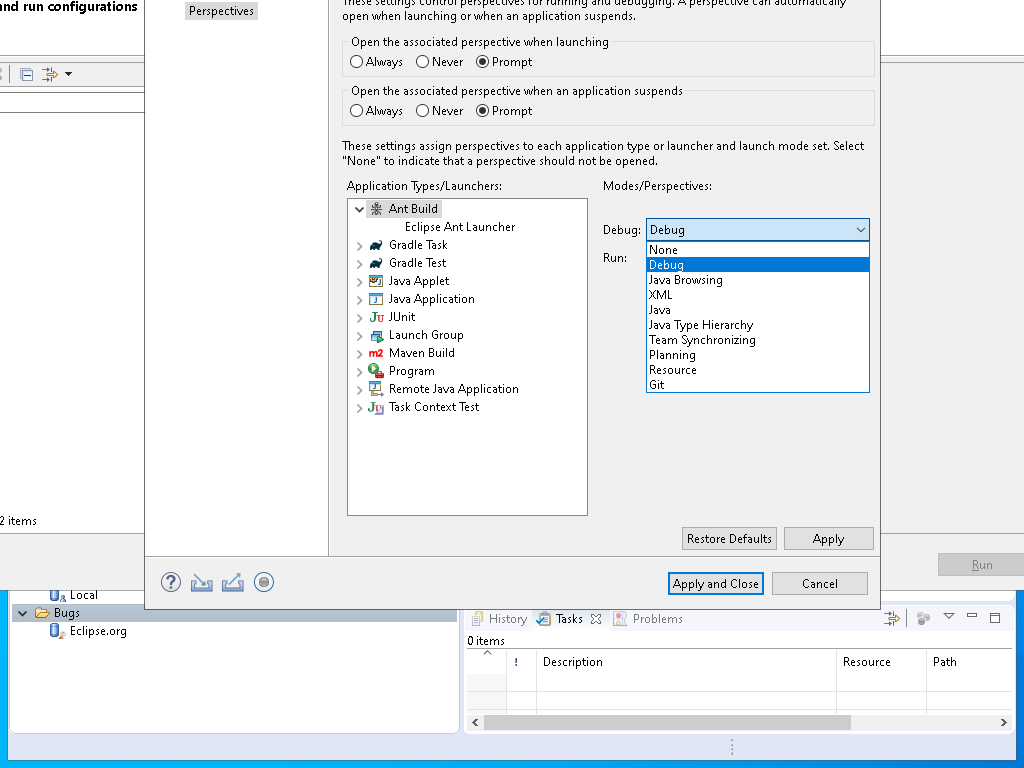 and run configurations
Perspectives
These settings control perspectives for running and debugging. A perspective can automatically
open when launching or when an application suspends.
Open the associated perspective when launching
Always
Never
Prompt
Open the associated perspective when an application suspends
Always
Never
Prompt
These settings assign perspectives to each application type or launcher and launch mode set. Select
"None" to indicate that a perspective should not be opened.
Application Types/Launchers:
Modes/Perspectives:
Ant Build
Eclipse Ant Launcher
Gradle Task
Gradle Test
Java Applet
Java Application
JUnit
Launch Group
m2 Maven Build
Program
Remote Java Application
Task Context Test
Debug:
Debug
Run:
None
Debug
Java Browsing
XML
Java
Java Type Hierarchy
Team Synchronizing
Planning
Resource
Git
2 items
Restore Defaults
Apply
Apply and Close
Cancel
Run
Local
Bugs
Eclipse.org
History
Tasks
Problems
0 items
!
Description
Resource
Path